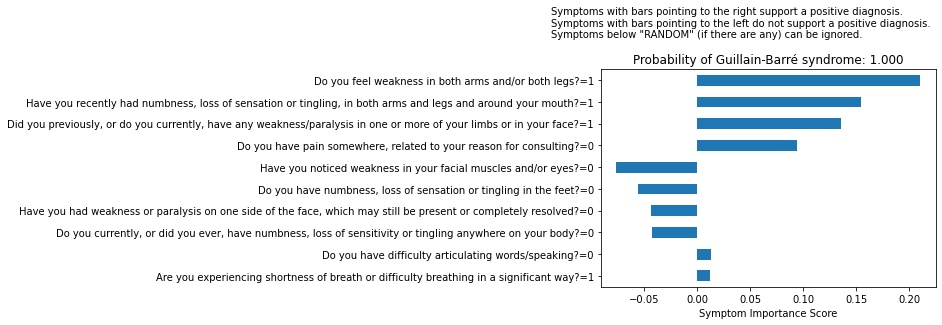 Symptoms with bars pointing to the right support a positive diagnosis.
Symptoms with bars pointing to the left do not support a positive diagnosis.
Symptoms below "RANDOM" (if there are any) can be ignored.
Probability of Guillain-Barré syndrome: 1.000
Do you feel weakness in both arms and/or both legs?=1
Have you recently had numbness, loss of sensation or tingling, in both arms and legs and around your mouth?=1
Did you previously, or do you currently, have any weakness/paralysis in one or more of your limbs or in your face?=1
Do you have pain somewhere, related to your reason for consulting?=0
Have you noticed weakness in your facial muscles and/or eyes?=0
Do you have numbness, loss of sensation or tingling in the feet?=0
Have you had weakness or paralysis on one side of the face, which may still be present or completely resolved?=0
Do you currently, or did you ever, have numbness, loss of sensitivity or tingling anywhere on your body?=0
Do you have difficulty articulating words/speaking?=0
Are you experiencing shortness of breath or difficulty breathing in a significant way?=1
−0.05 0.00 0.05 0.10 0.15 0.20
Symptom Importance Score